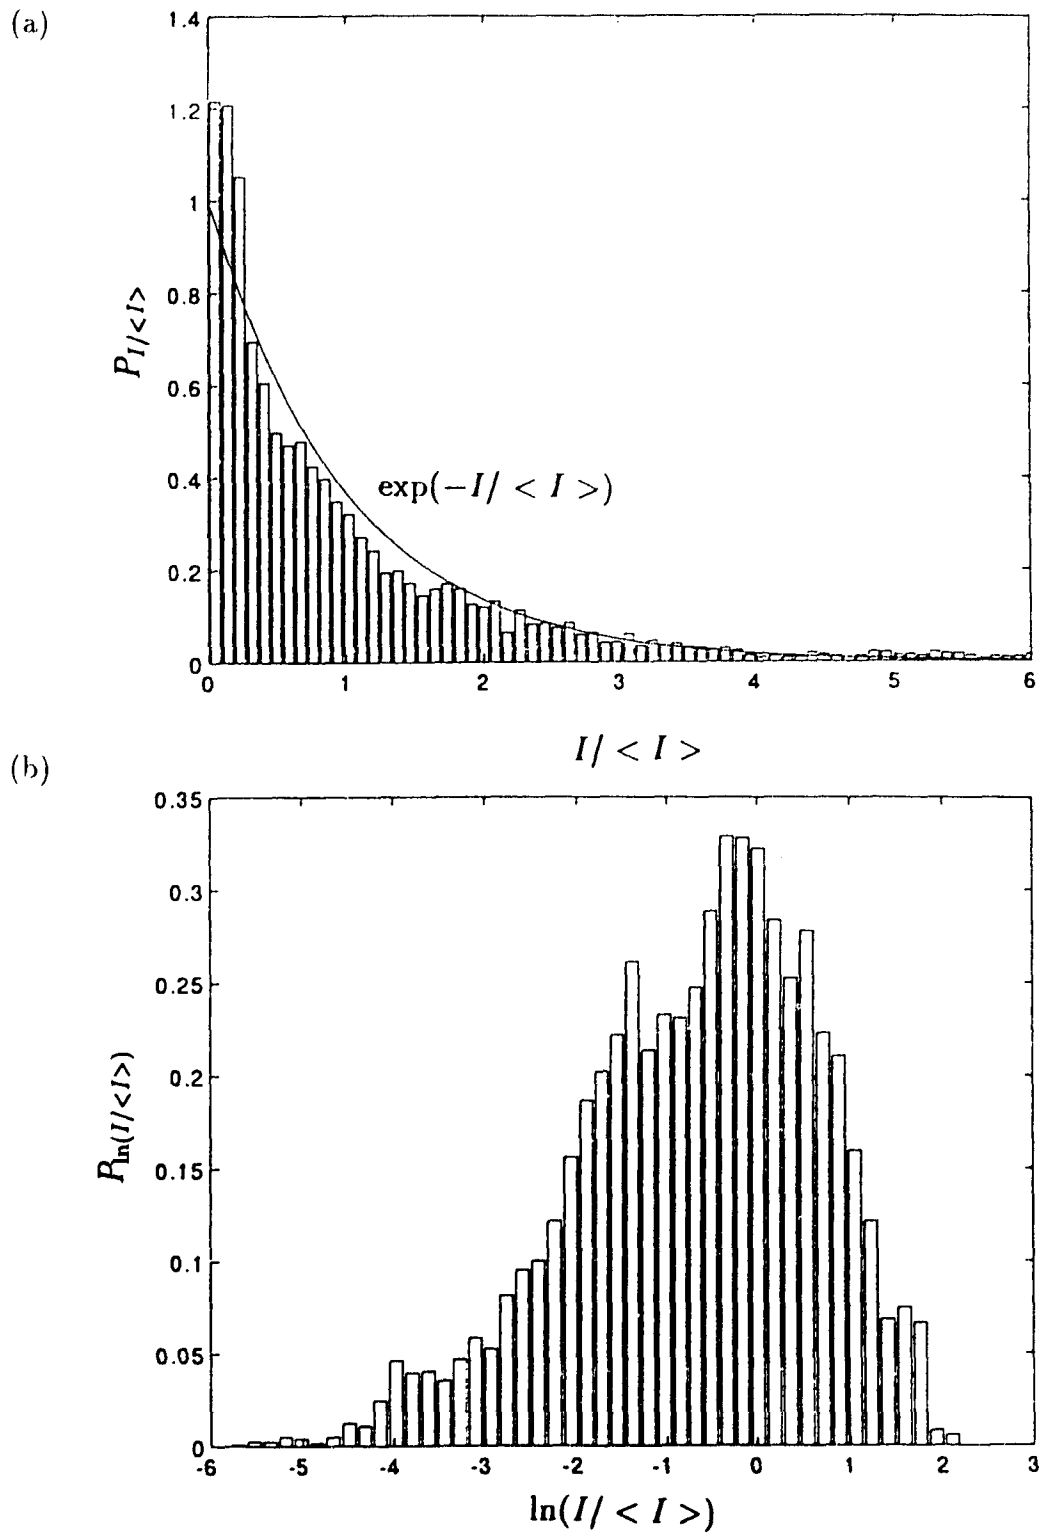 (a)
1.4
1.2
1
0.8
0.6
0.4
0.2
0
P_{I/<I>}
exp(−I/ < I >)
0 1 2 3 4 5 6
I/ < I >
(b)
0.35
0.3
0.25
0.2
0.15
0.1
0.05
0
P_{ln(I/<I>)}
-6 -5 -4 -3 -2 -1 0 1 2 3
ln(I/ < I >)